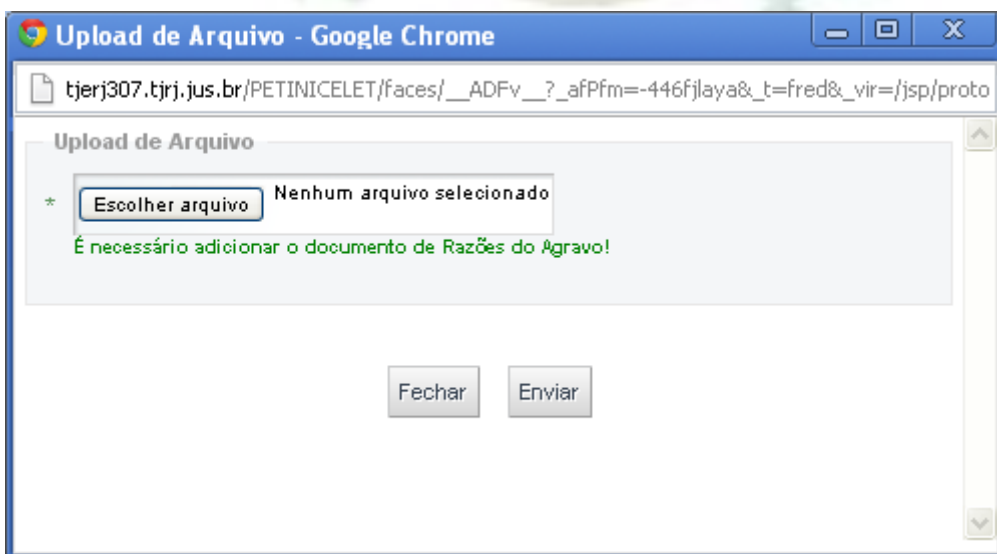 Upload de Arquivo - Google Chrome
tjerj307.tjrj.jus.br/PETINICELET/faces/__ADFv__?_afPfm=-446fjlaya&_t=fred&_vir=/jsp/proto
Upload de Arquivo
* Escolher arquivo Nenhum arquivo selecionado
É necessário adicionar o documento de Razões do Agravo!
Fechar Enviar